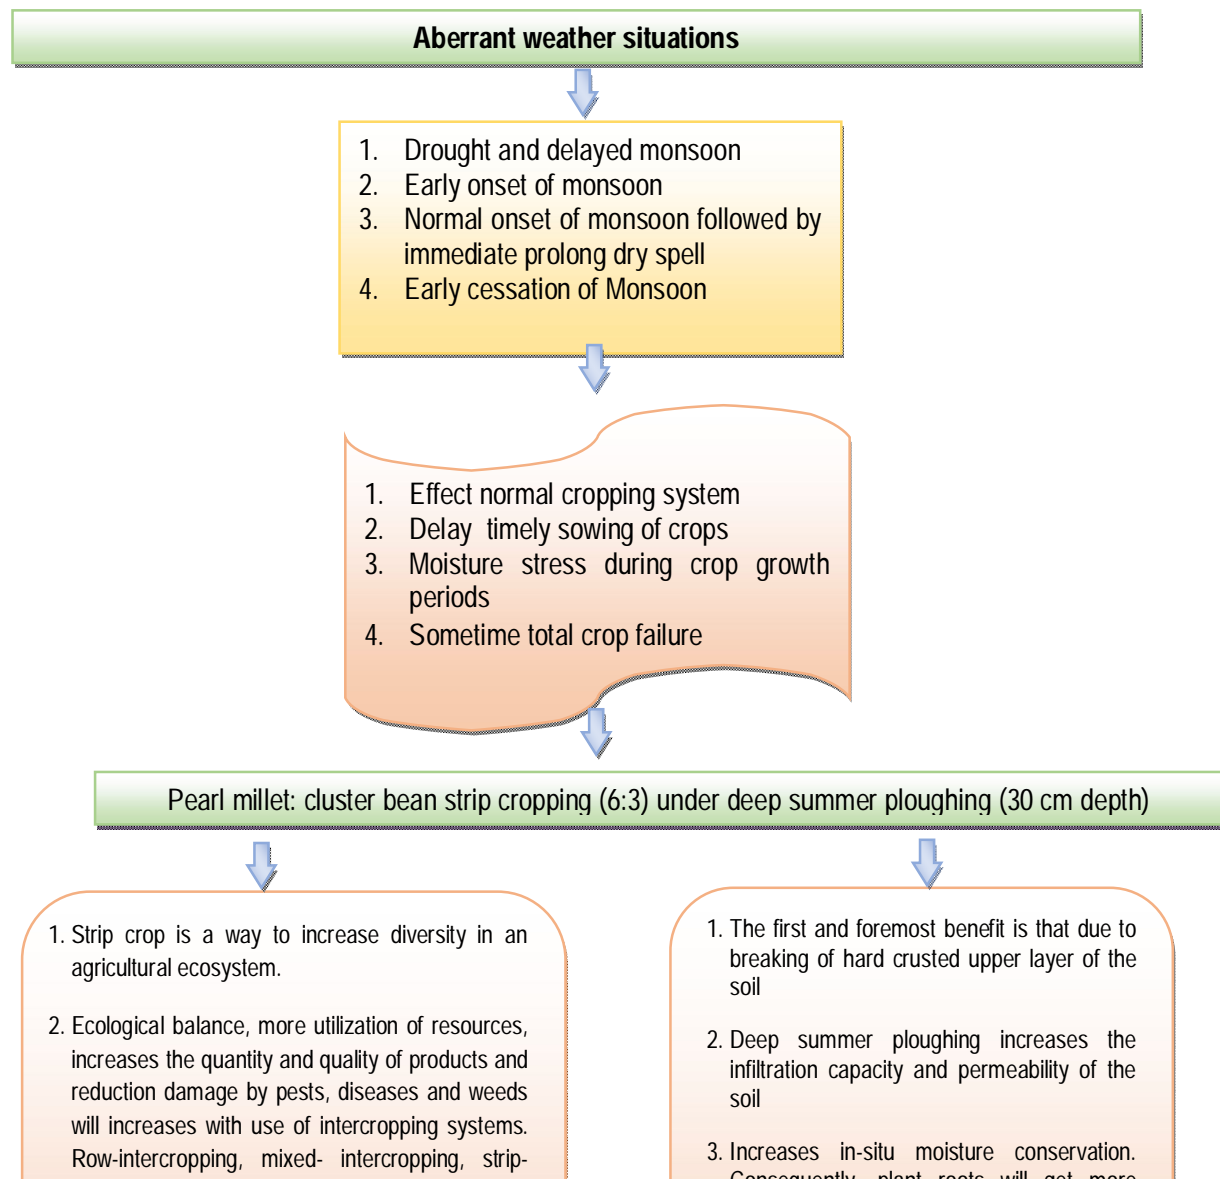 Aberrant weather situations
1. Drought and delayed monsoon
2. Early onset of monsoon
3. Normal onset of monsoon followed by
immediate prolong dry spell
4. Early cessation of Monsoon
1. Effect normal cropping system
2. Delay timely sowing of crops
3. Moisture stress during crop growth
periods
4. Sometime total crop failure
Pearl millet: cluster bean strip cropping (6:3) under deep summer ploughing (30 cm depth)
1. Strip crop is a way to increase diversity in an
agricultural ecosystem.
2. Ecological balance, more utilization of resources,
increases the quantity and quality of products and
reduction damage by pests, diseases and weeds
will increases with use of intercropping systems.
Row-intercropping, mixed- intercropping, strip-
1. The first and foremost benefit is that due to
breaking of hard crusted upper layer of the
soil
2. Deep summer ploughing increases the
infiltration capacity and permeability of the
soil
3. Increases in-situ moisture conservation.
Consequently, plant roots will get more